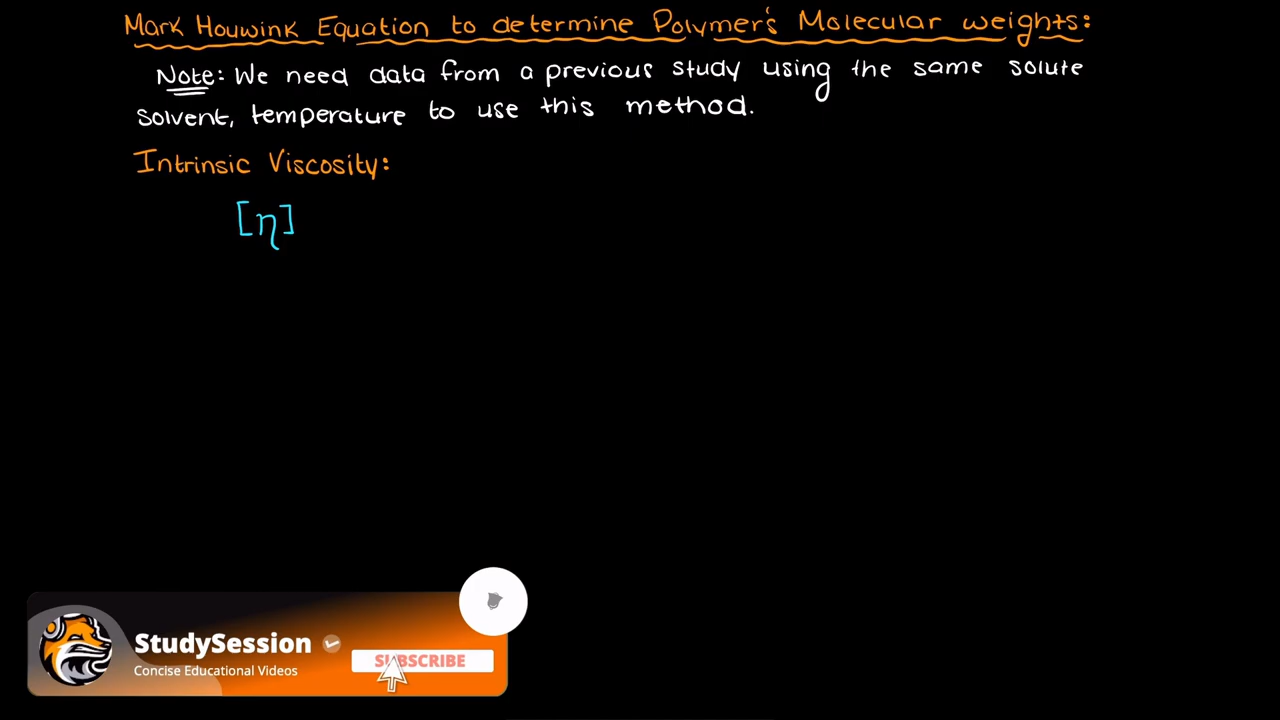 Mark Houwink Equation to determine Polymer's Molecular weights:
Note: We need data from a previous study using the same solute
solvent, temperature to use this method.
Intrinsic Viscosity:
[η]
StudySession
Concise Educational Videos
SUBSCRIBE